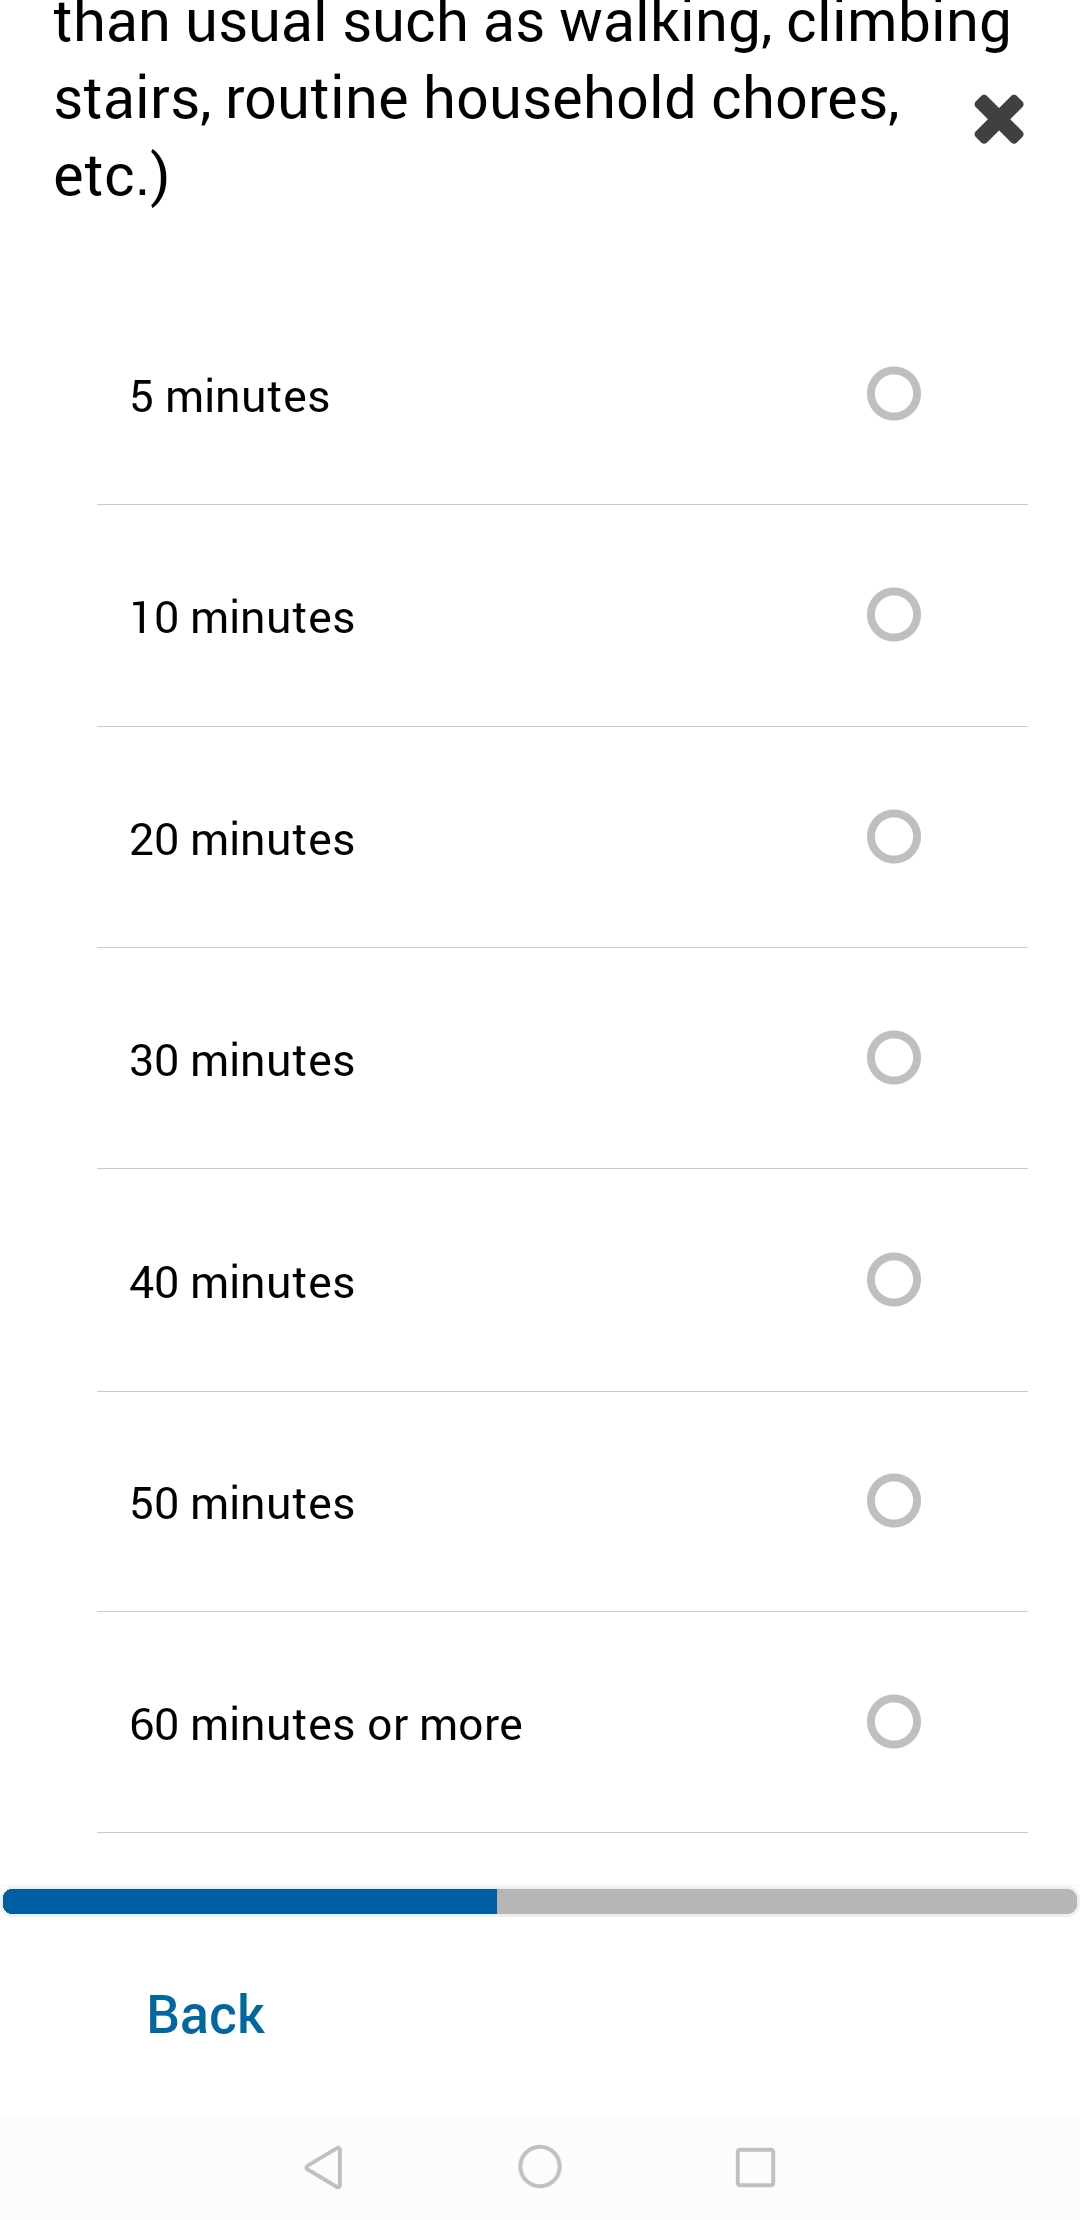 than usual such as walking, climbing
stairs, routine household chores,
etc.)
5 minutes
10 minutes
20 minutes
30 minutes
40 minutes
50 minutes
60 minutes or more
Back